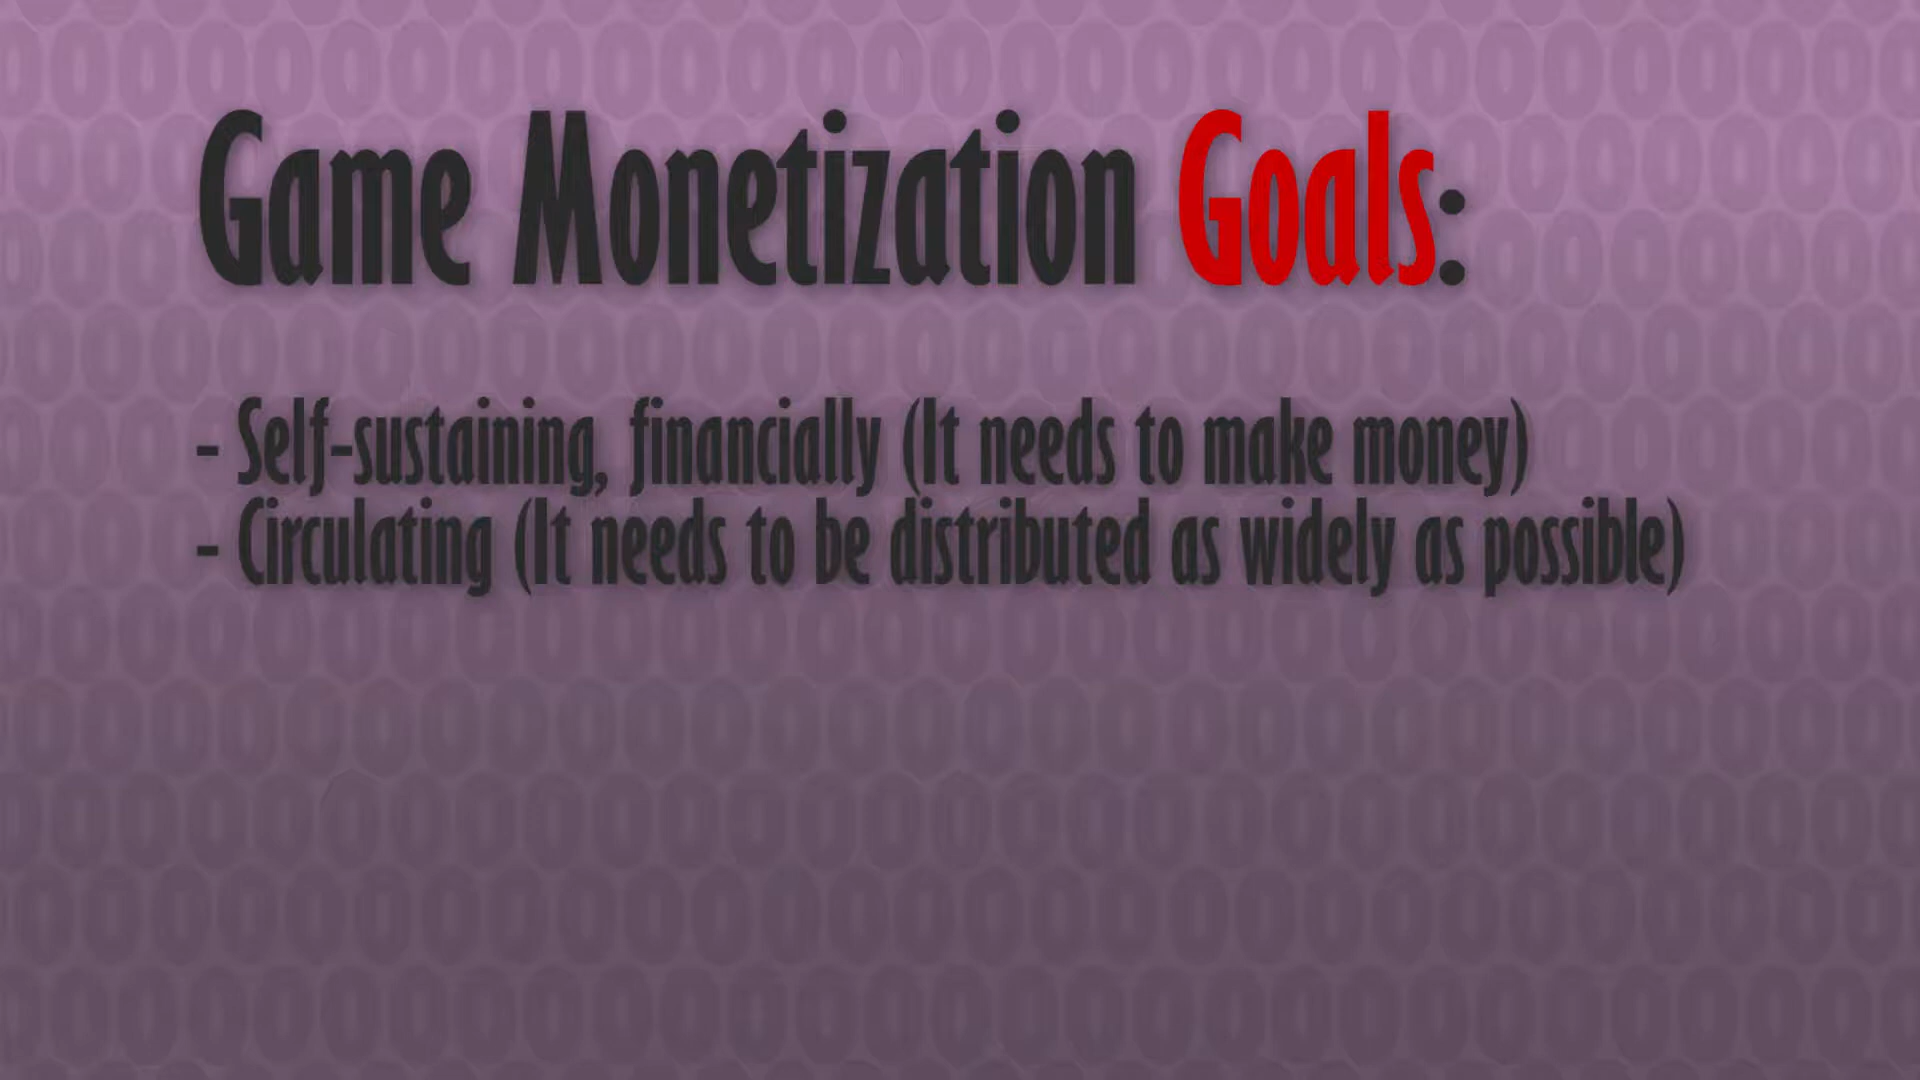 Game Monetization Goals:
- Self-sustaining, financially (It needs to make money)
- Circulating (It needs to be distributed as widely as possible)